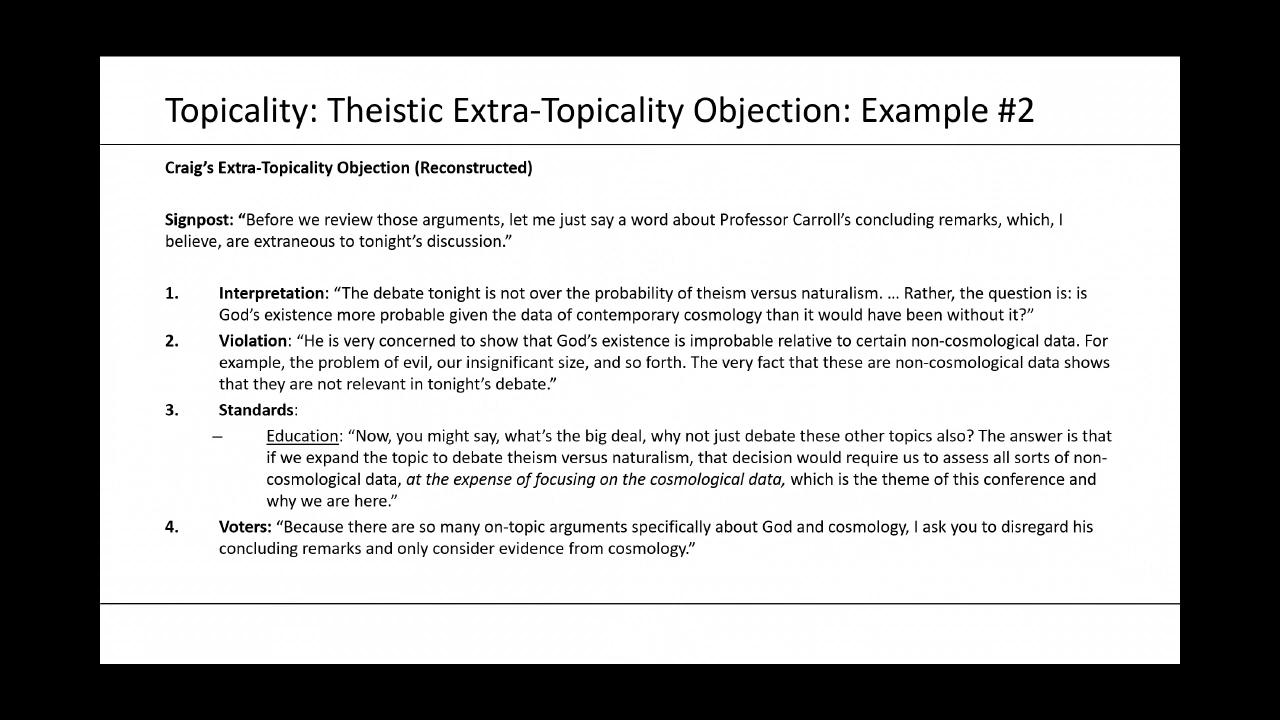 Topicality: Theistic Extra-Topicality Objection: Example #2
Craig’s Extra-Topicality Objection (Reconstructed)
Signpost: “Before we review those arguments, let me just say a word about Professor Carroll’s concluding remarks, which, I
believe, are extraneous to tonight’s discussion.”
1. Interpretation: “The debate tonight is not over the probability of theism versus naturalism. ... Rather, the question is: is
God’s existence more probable given the data of contemporary cosmology than it would have been without it?”
2. Violation: “He is very concerned to show that God’s existence is improbable relative to certain non-cosmological data. For
example, the problem of evil, our insignificant size, and so forth. The very fact that these are non-cosmological data shows
that they are not relevant in tonight’s debate.”
3. Standards:
– Education: “Now, you might say, what’s the big deal, why not just debate these other topics also? The answer is that
if we expand the topic to debate theism versus naturalism, that decision would require us to assess all sorts of non-
cosmological data, at the expense of focusing on the cosmological data, which is the theme of this conference and
why we are here.”
4. Voters: “Because there are so many on-topic arguments specifically about God and cosmology, I ask you to disregard his
concluding remarks and only consider evidence from cosmology.”